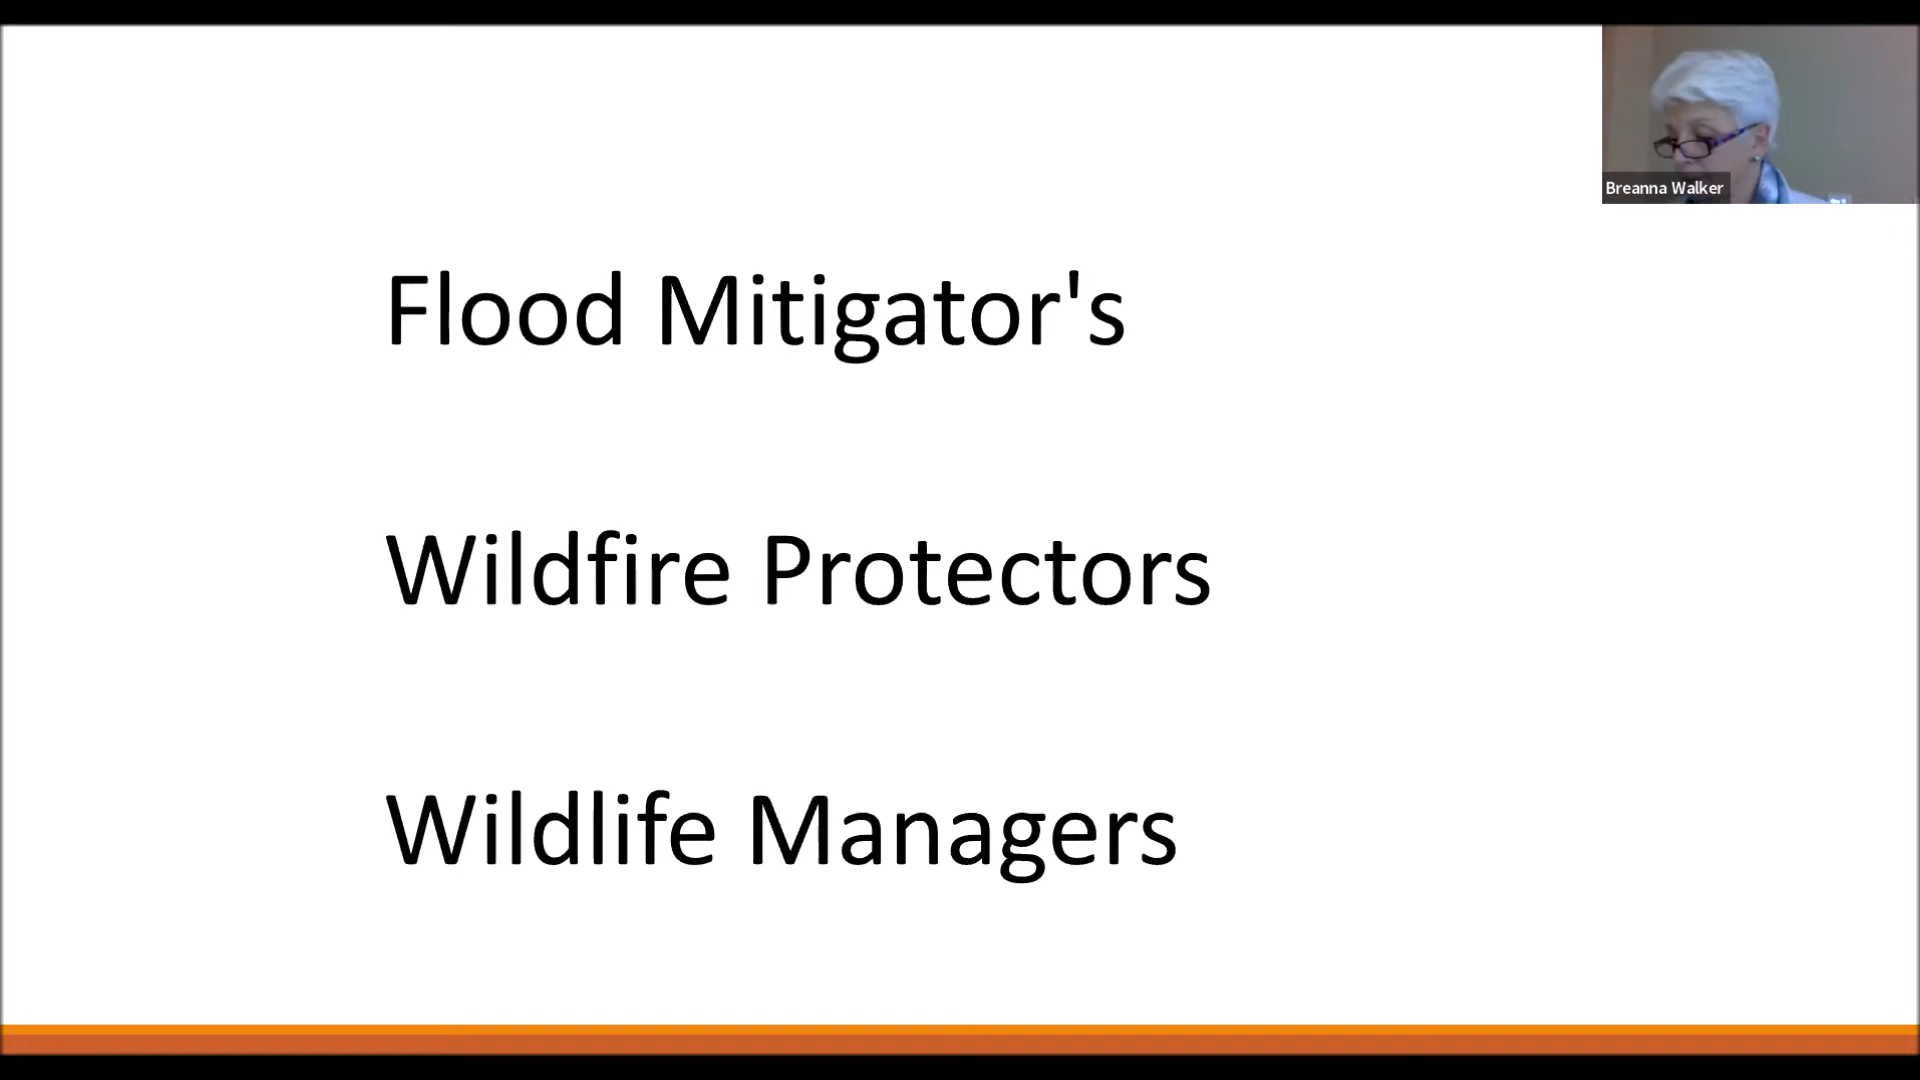 Breanna Walker
Flood Mitigator's
Wildfire Protectors
Wildlife Managers